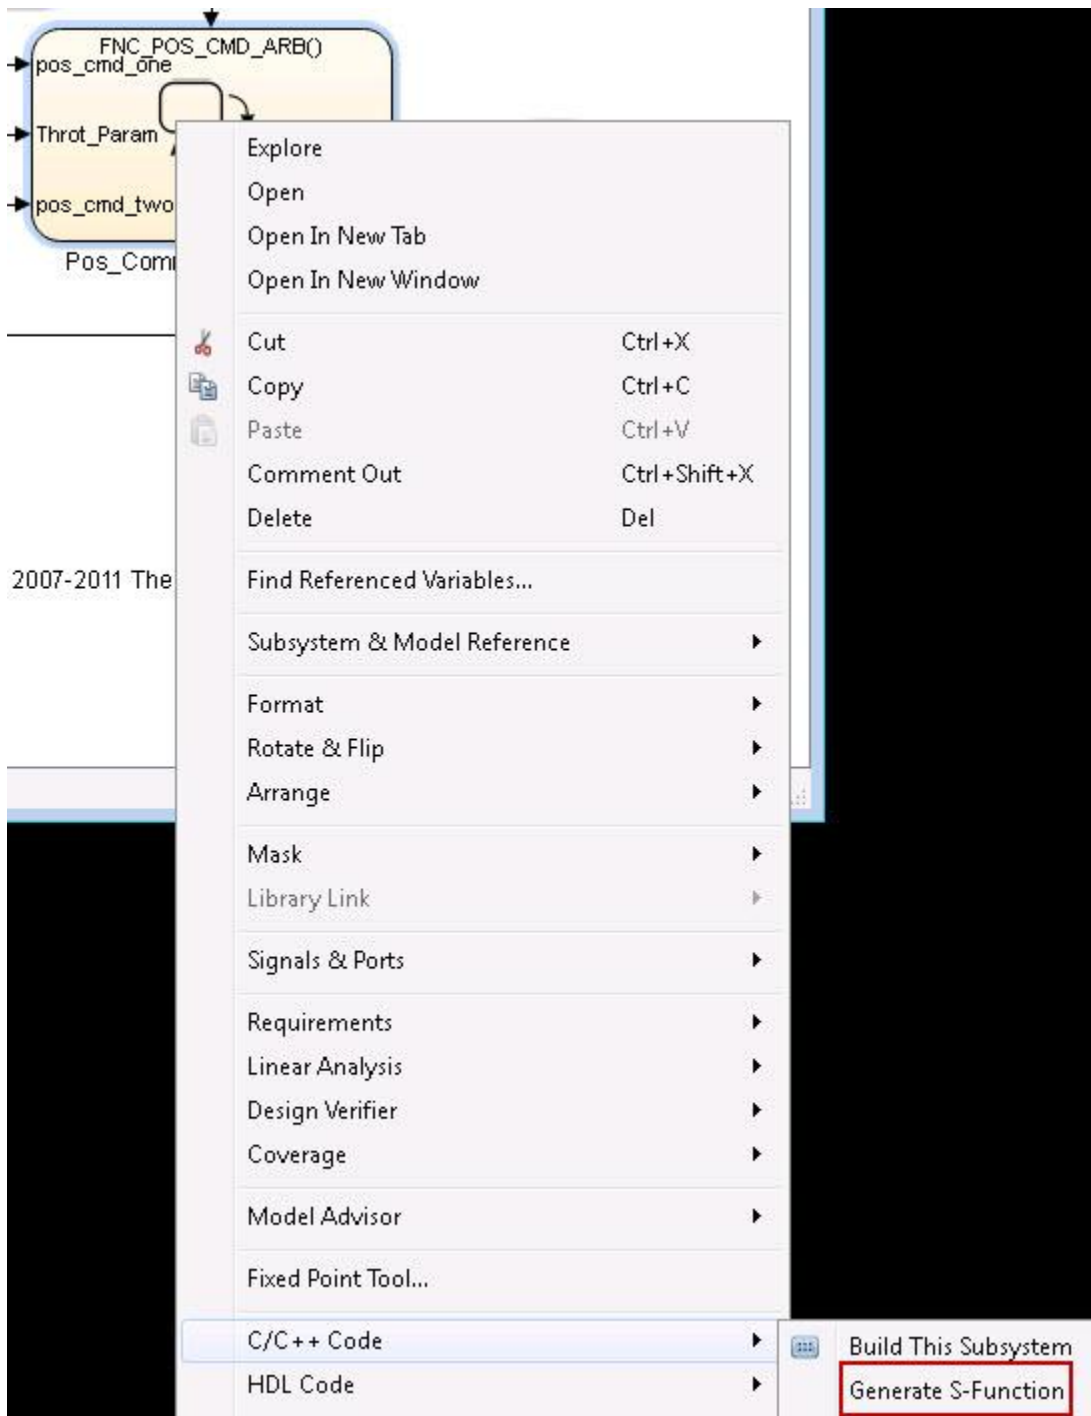 FNC_POS_CMD_ARB()
pos_cmd_one
Throt_Param
pos_cmd_two
Pos_Com
2007-2011 The
Explore
Open
Open In New Tab
Open In New Window
Cut Ctrl+X
Copy Ctrl+C
Paste Ctrl+V
Comment Out Ctrl+Shift+X
Delete Del
Find Referenced Variables...
Subsystem & Model Reference
Format
Rotate & Flip
Arrange
Mask
Library Link
Signals & Ports
Requirements
Linear Analysis
Design Verifier
Coverage
Model Advisor
Fixed Point Tool...
C/C++ Code
HDL Code
Build This Subsystem
Generate S-Function